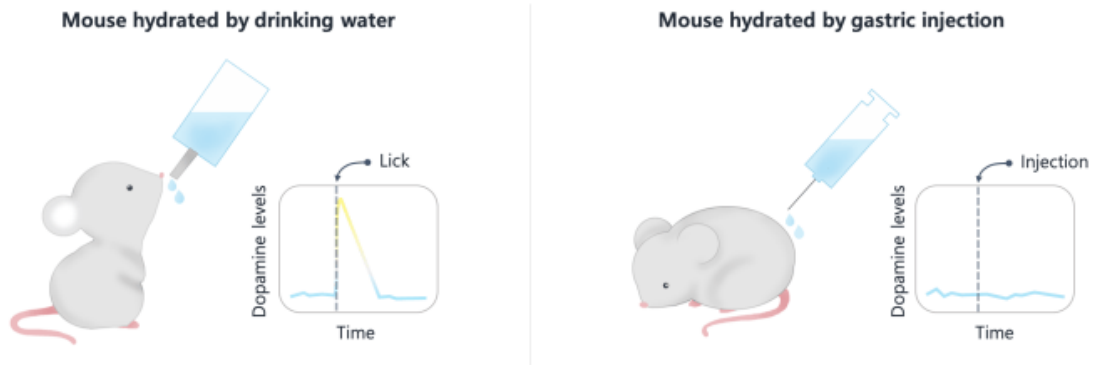 Mouse hydrated by drinking water
Lick
Dopamine levels
Time
Mouse hydrated by gastric injection
Injection
Dopamine levels
Time